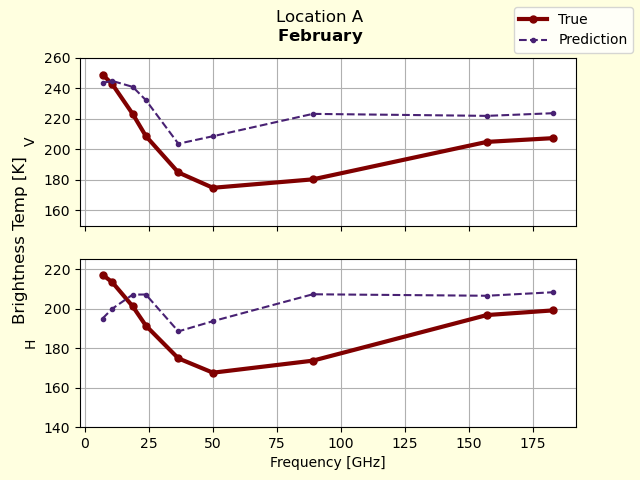 Location A
February
True
Prediction
Brightness Temp [K]
V
260
240
220
200
180
160
H
220
200
180
160
140
0
25
50
75
100
125
150
175
Frequency [GHz]